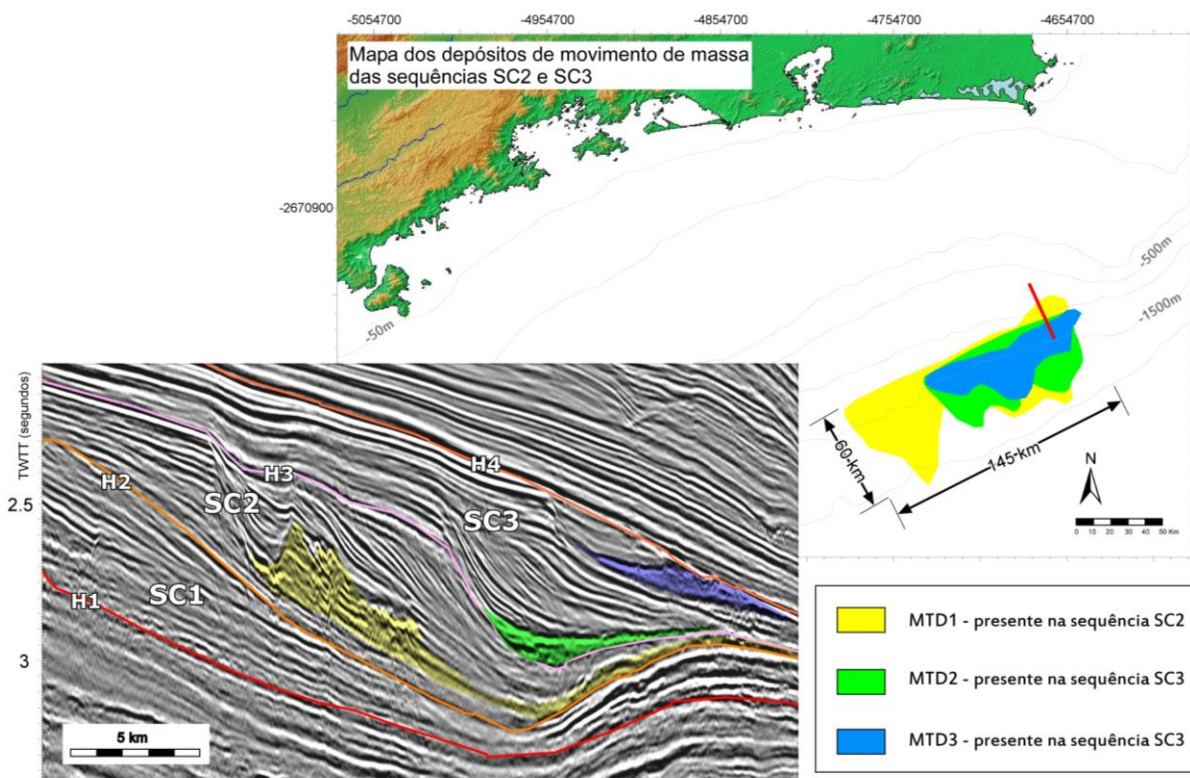 -5054700
-4954700
-4854700
-4754700
-4654700
Mapa dos depósitos de movimento de massa
das sequências SC2 e SC3
-2670900
-500m
-50m
-1500m
60 km
145 km
N
0 10 20 30 40 50 Km
TWTT (segundos)
2.5
3
H2
H3
H4
SC2
SC3
SC1
H1
5 km
MTD1 - presente na sequência SC2
MTD2 - presente na sequência SC3
MTD3 - presente na sequência SC3